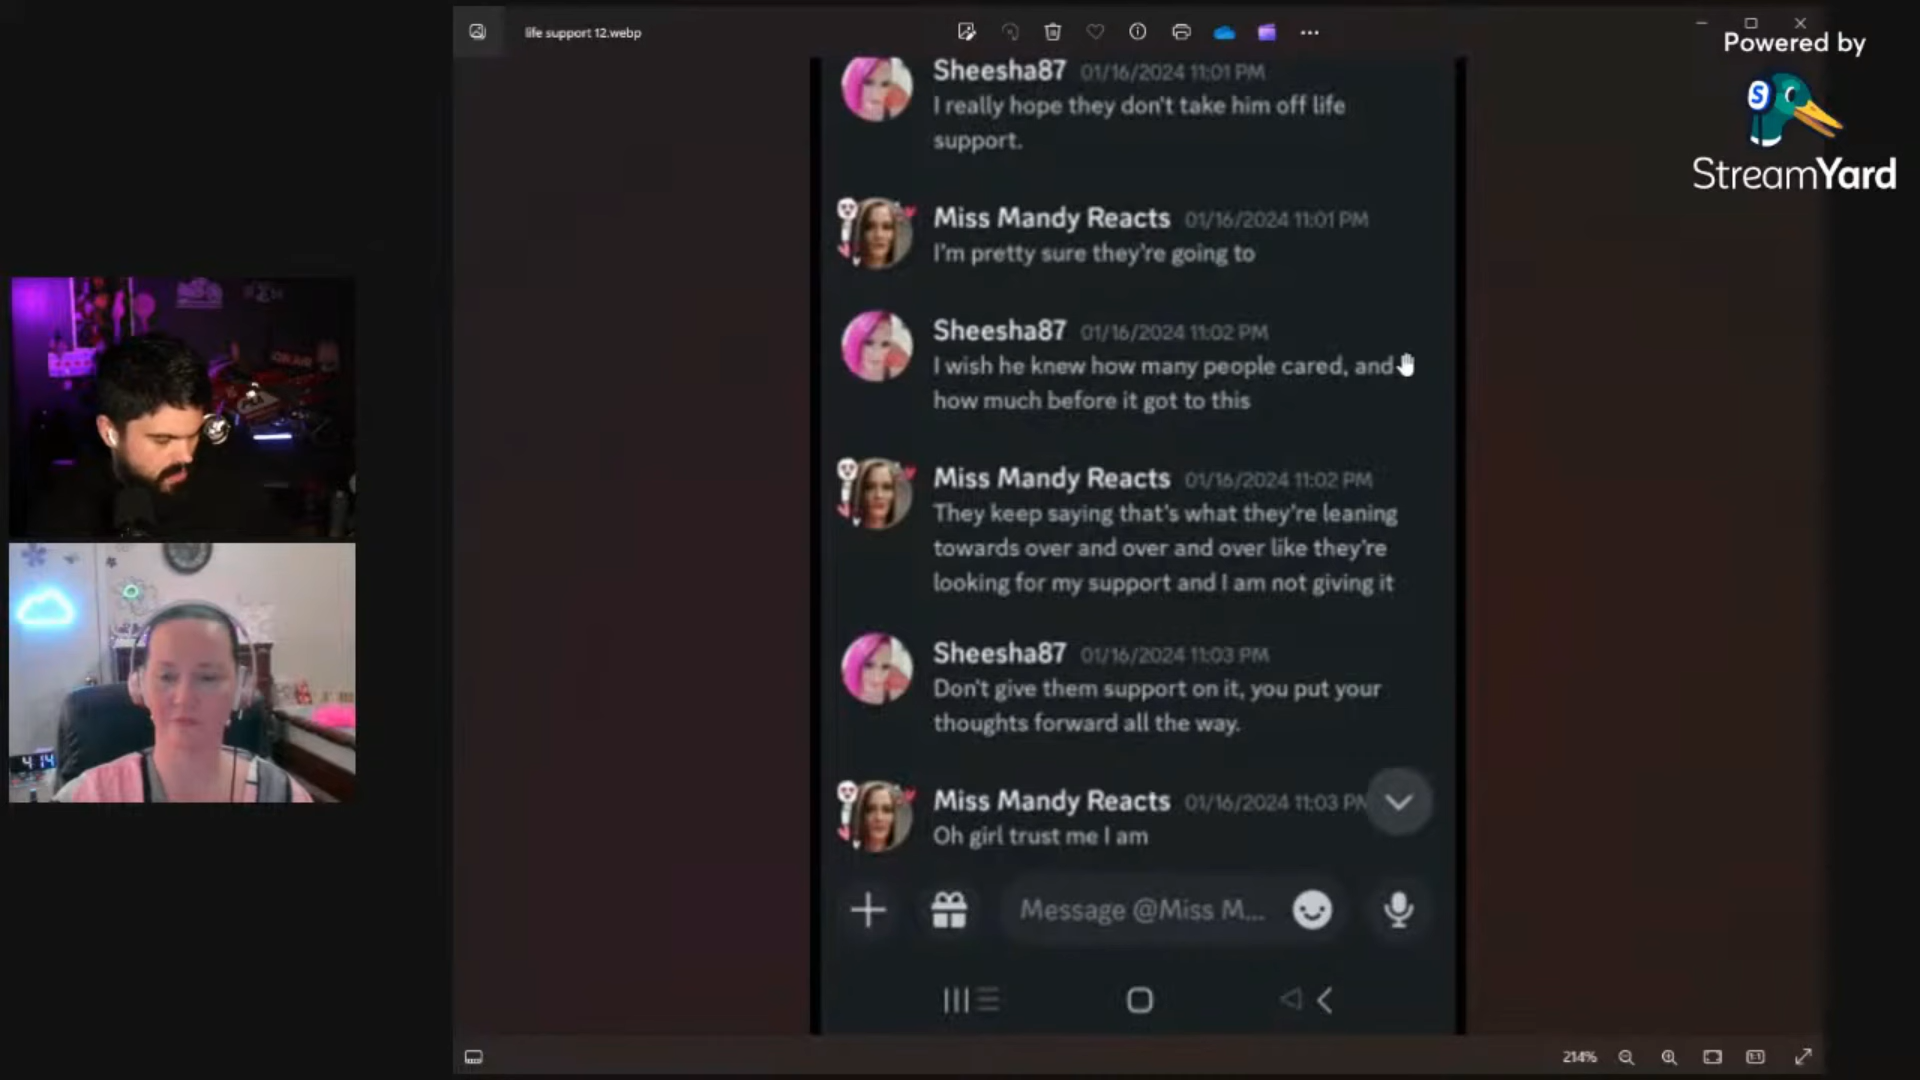 life support 12.webp
Powered by
StreamYard
Sheesha87 01/16/2024 11:01 PM
I really hope they don't take him off life
support.
Miss Mandy Reacts 01/16/2024 11:01 PM
I'm pretty sure they're going to
Sheesha87 01/16/2024 11:02 PM
I wish he knew how many people cared, and
how much before it got to this
Miss Mandy Reacts 01/16/2024 11:02 PM
They keep saying that's what they're leaning
towards over and over and over like they're
looking for my support and I am not giving it
Sheesha87 01/16/2024 11:03 PM
Don't give them support on it, you put your
thoughts forward all the way.
Miss Mandy Reacts 01/16/2024 11:03 PM
Oh girl trust me I am
Message @Miss M...
4:14
214%